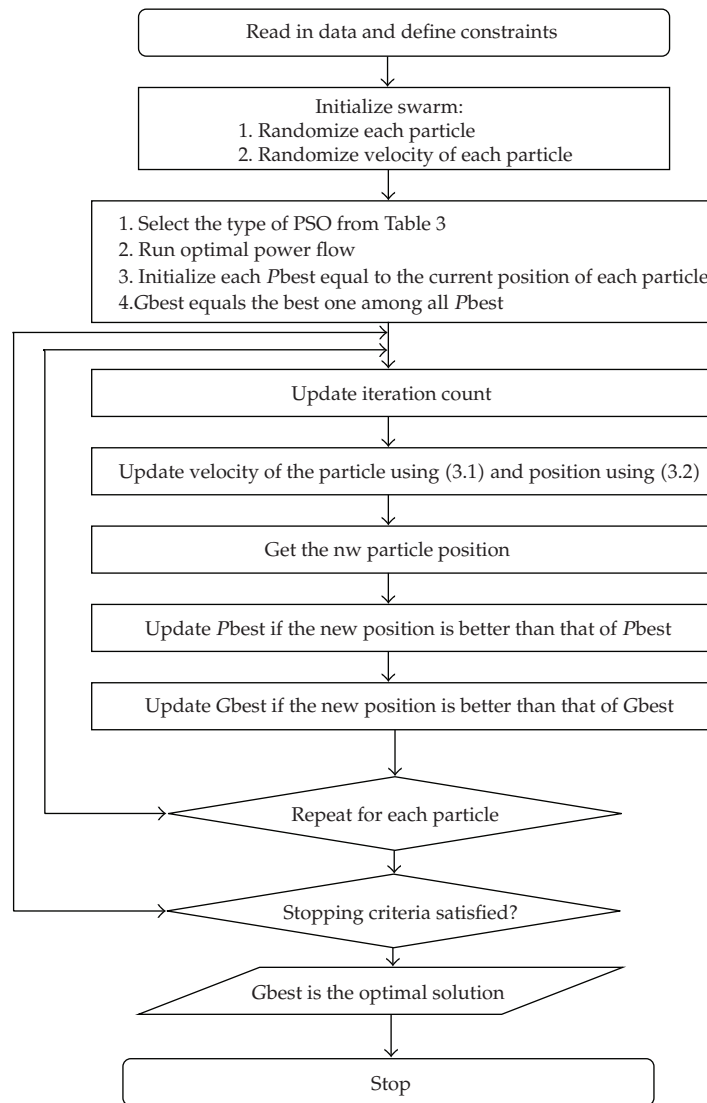 Read in data and define constraints
Initialize swarm:
1. Randomize each particle
2. Randomize velocity of each particle
1. Select the type of PSO from Table 3
2. Run optimal power flow
3. Initialize each Pbest equal to the current position of each particle
4.Gbest equals the best one among all Pbest
Update iteration count
Update velocity of the particle using (3.1) and position using (3.2)
Get the nw particle position
Update Pbest if the new position is better than that of Pbest
Update Gbest if the new position is better than that of Gbest
Repeat for each particle
Stopping criteria satisfied?
Gbest is the optimal solution
Stop